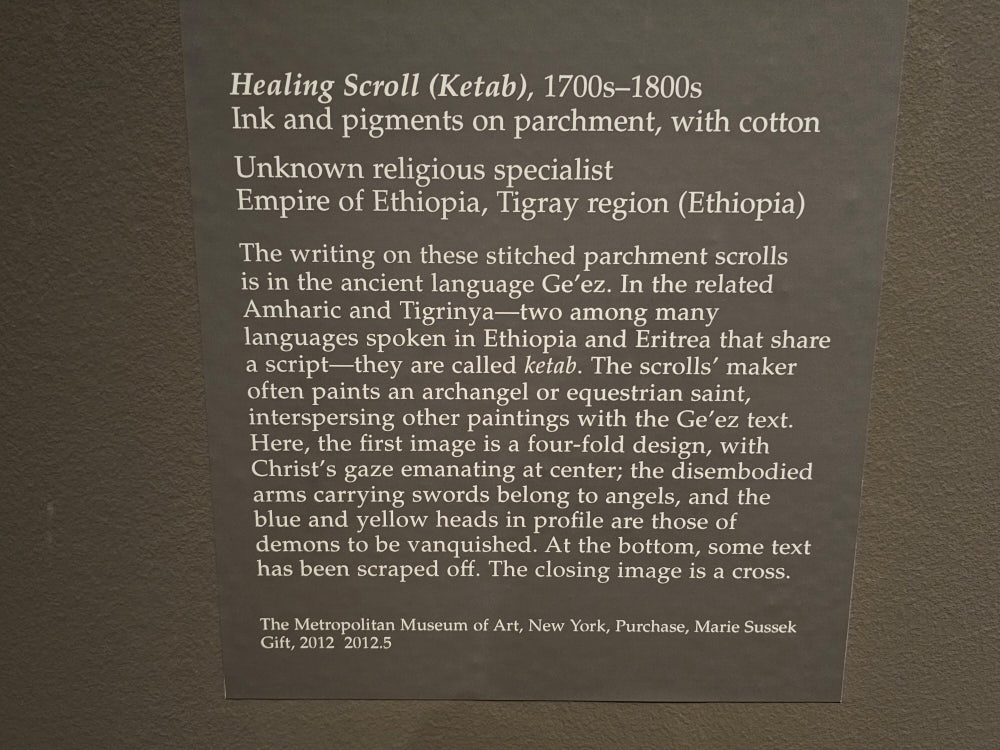 Healing Scroll (Ketab), 1700s–1800s
Ink and pigments on parchment, with cotton
Unknown religious specialist
Empire of Ethiopia, Tigray region (Ethiopia)
The writing on these stitched parchment scrolls
is in the ancient language Ge’ez. In the related
Amharic and Tigrinya—two among many
languages spoken in Ethiopia and Eritrea that share
a script—they are called ketab. The scrolls’ maker
often paints an archangel or equestrian saint,
interspersing other paintings with the Ge’ez text.
Here, the first image is a four-fold design, with
Christ’s gaze emanating at center; the disembodied
arms carrying swords belong to angels, and the
blue and yellow heads in profile are those of
demons to be vanquished. At the bottom, some text
has been scraped off. The closing image is a cross.
The Metropolitan Museum of Art, New York, Purchase, Marie Sussek
Gift, 2012 2012.5